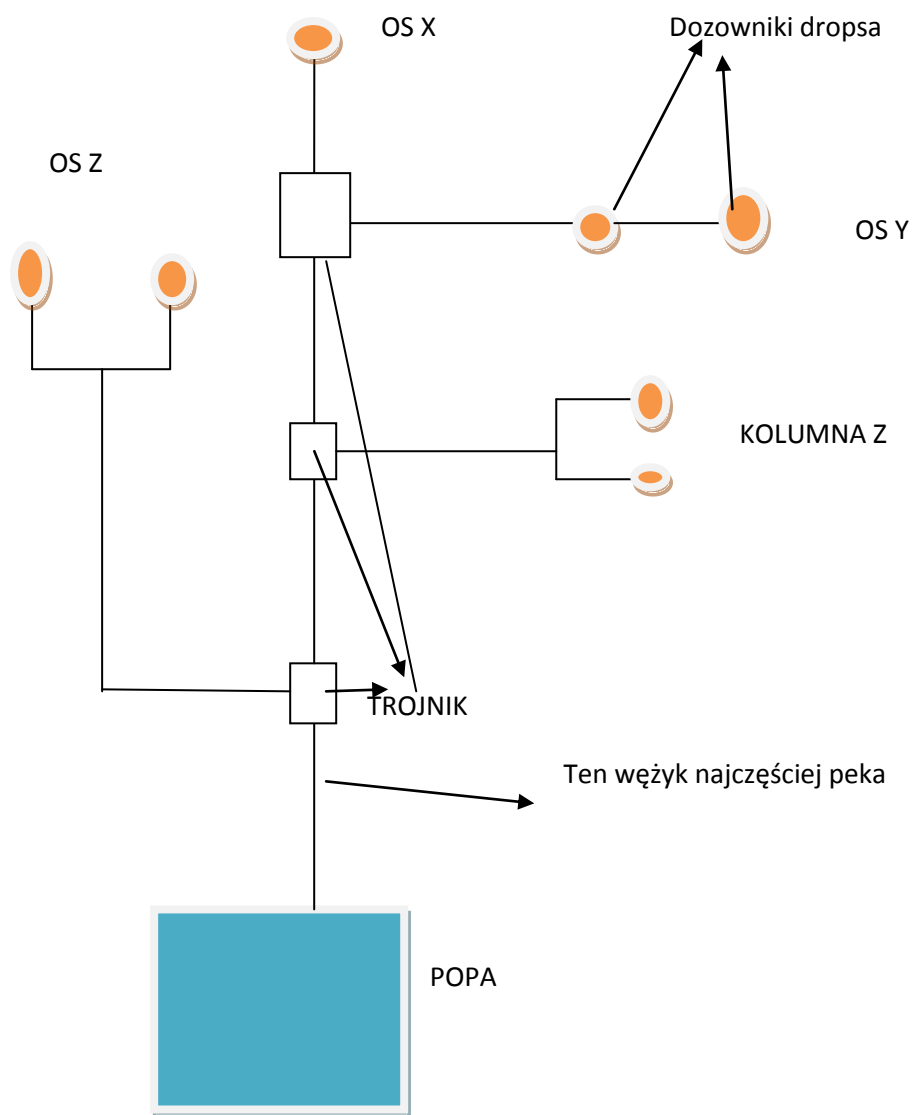 OS X
Dozowniki dropsa
OS Z
OS Y
KOLUMNA Z
TROJNIK
Ten wężyk najczęściej peka
POPA